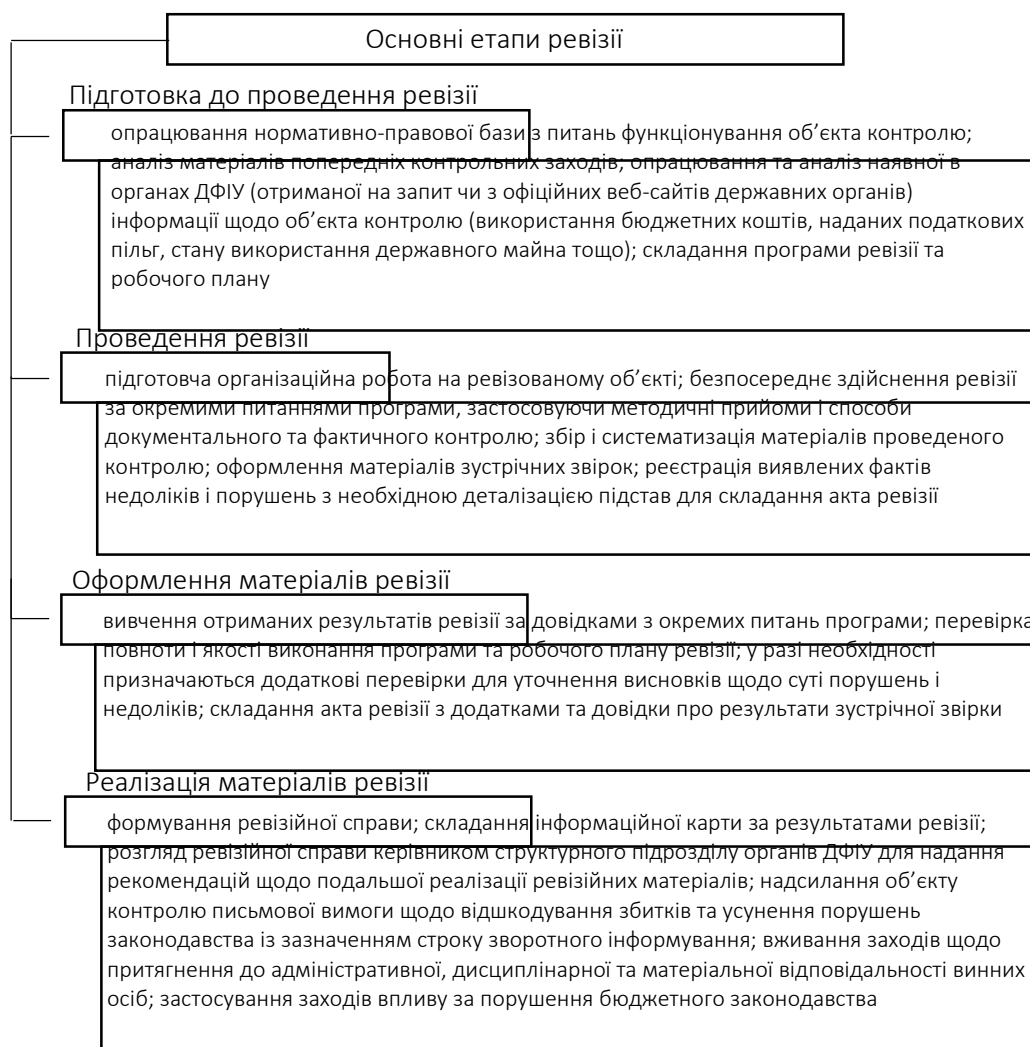 Основні етапи ревізії
Підготовка до проведення ревізії
опрацювання нормативно-правової бази з питань функціонування об’єкта контролю;
аналіз матеріалів попередніх контрольних заходів; опрацювання та аналіз наявної в
органах ДФІУ (отриманої на запит чи з офіційних веб-сайтів державних органів)
інформації щодо об’єкта контролю (використання бюджетних коштів, наданих податкових
пільг, стану використання державного майна тощо); складання програми ревізії та
робочого плану
Проведення ревізії
підготовча організаційна робота на ревізованому об’єкті; безпосереднє здійснення ревізії
за окремими питаннями програми, застосовуючи методичні прийоми і способи
документального та фактичного контролю; збір і систематизація матеріалів проведеного
контролю; оформлення матеріалів зустрічних звірок; реєстрація виявлених фактів
недоліків і порушень з необхідною деталізацією підстав для складання акта ревізії
Оформлення матеріалів ревізії
вивчення отриманих результатів ревізії за довідками з окремих питань програми; перевірка
повноти і якості виконання програми та робочого плану ревізії; у разі необхідності
призначаються додаткові перевірки для уточнення висновків щодо суті порушень і
недоліків; складання акта ревізії з додатками та довідки про результати зустрічної звірки
Реалізація матеріалів ревізії
формування ревізійної справи; складання інформаційної карти за результатами ревізії;
розгляд ревізійної справи керівником структурного підрозділу органів ДФІУ для надання
рекомендацій щодо подальшої реалізації ревізійних матеріалів; надсилання об’єкту
контролю письмової вимоги щодо відшкодування збитків та усунення порушень
законодавства із зазначенням строку зворотного інформування; вживання заходів щодо
притягнення до адміністративної, дисциплінарної та матеріальної відповідальності винних
осіб; застосування заходів впливу за порушення бюджетного законодавства